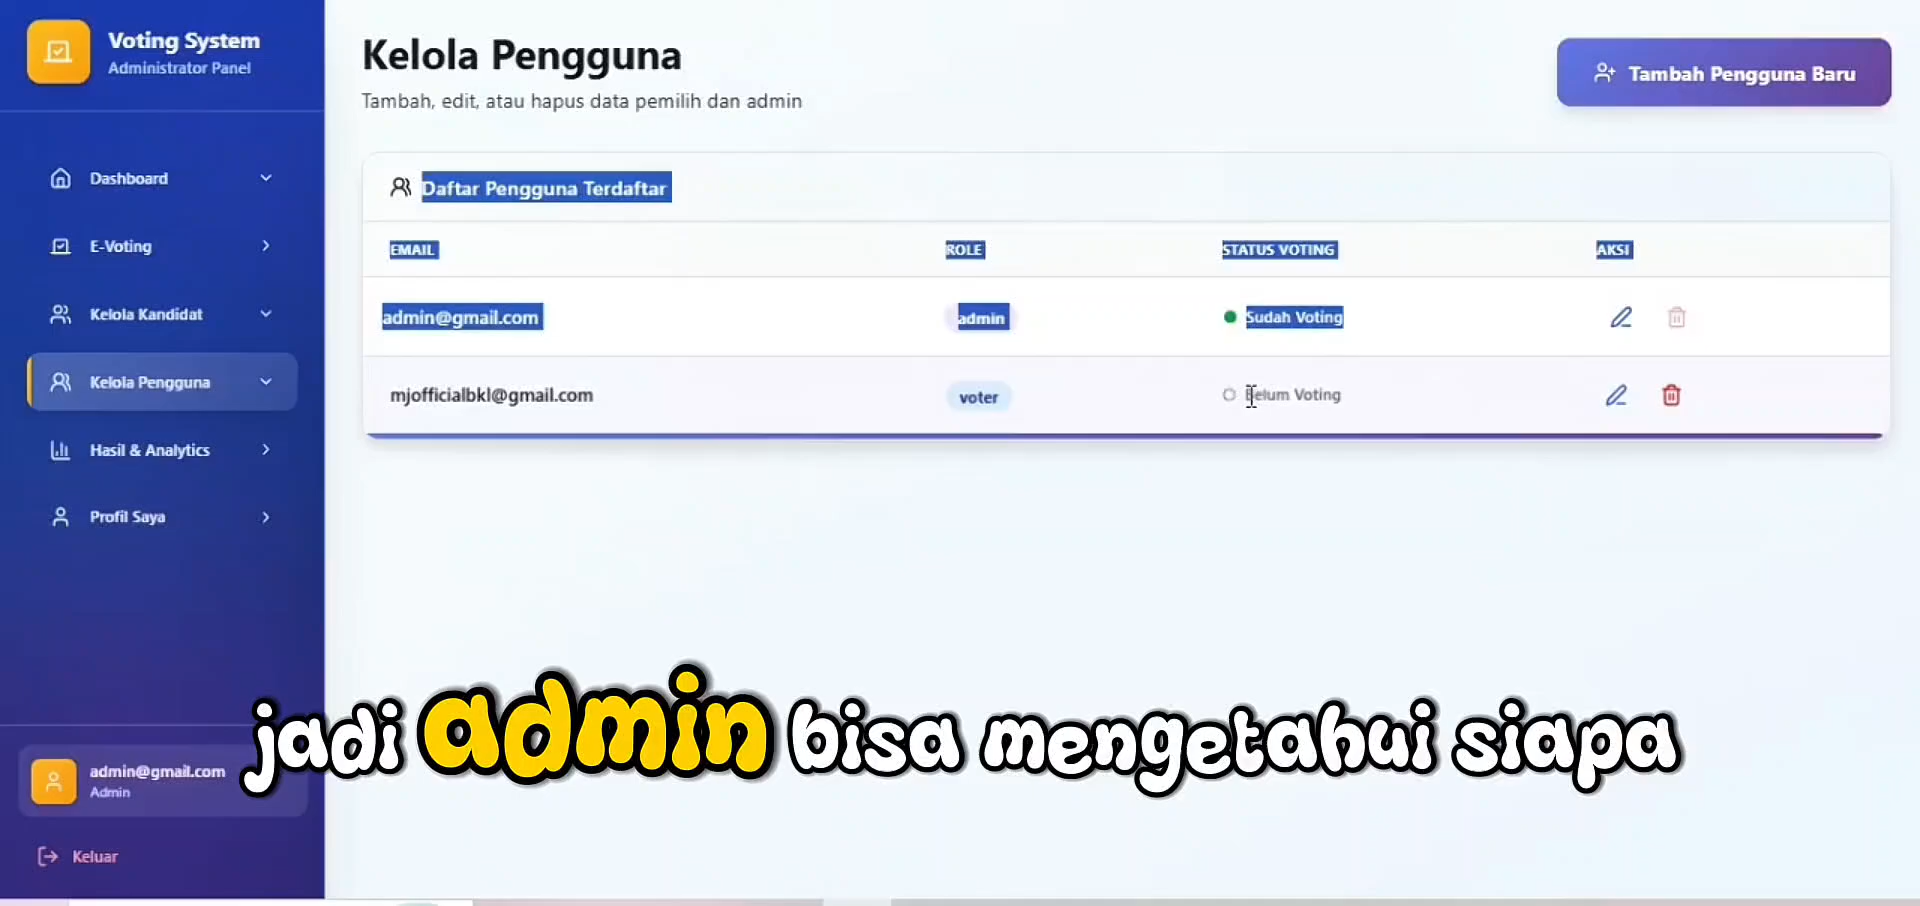 Voting System
Administrator Panel
Dashboard
E-Voting
Kelola Kandidat
Kelola Pengguna
Hasil & Analytics
Profil Saya
admin@gmail.com
Admin
Keluar
Kelola Pengguna
Tambah, edit, atau hapus data pemilih dan admin
Tambah Pengguna Baru
Daftar Pengguna Terdaftar
EMAIL ROLE STATUS VOTING AKSI
admin@gmail.com admin Sudah Voting
mjofficialbkl@gmail.com voter Belum Voting
jadi admin bisa mengetahui siapa